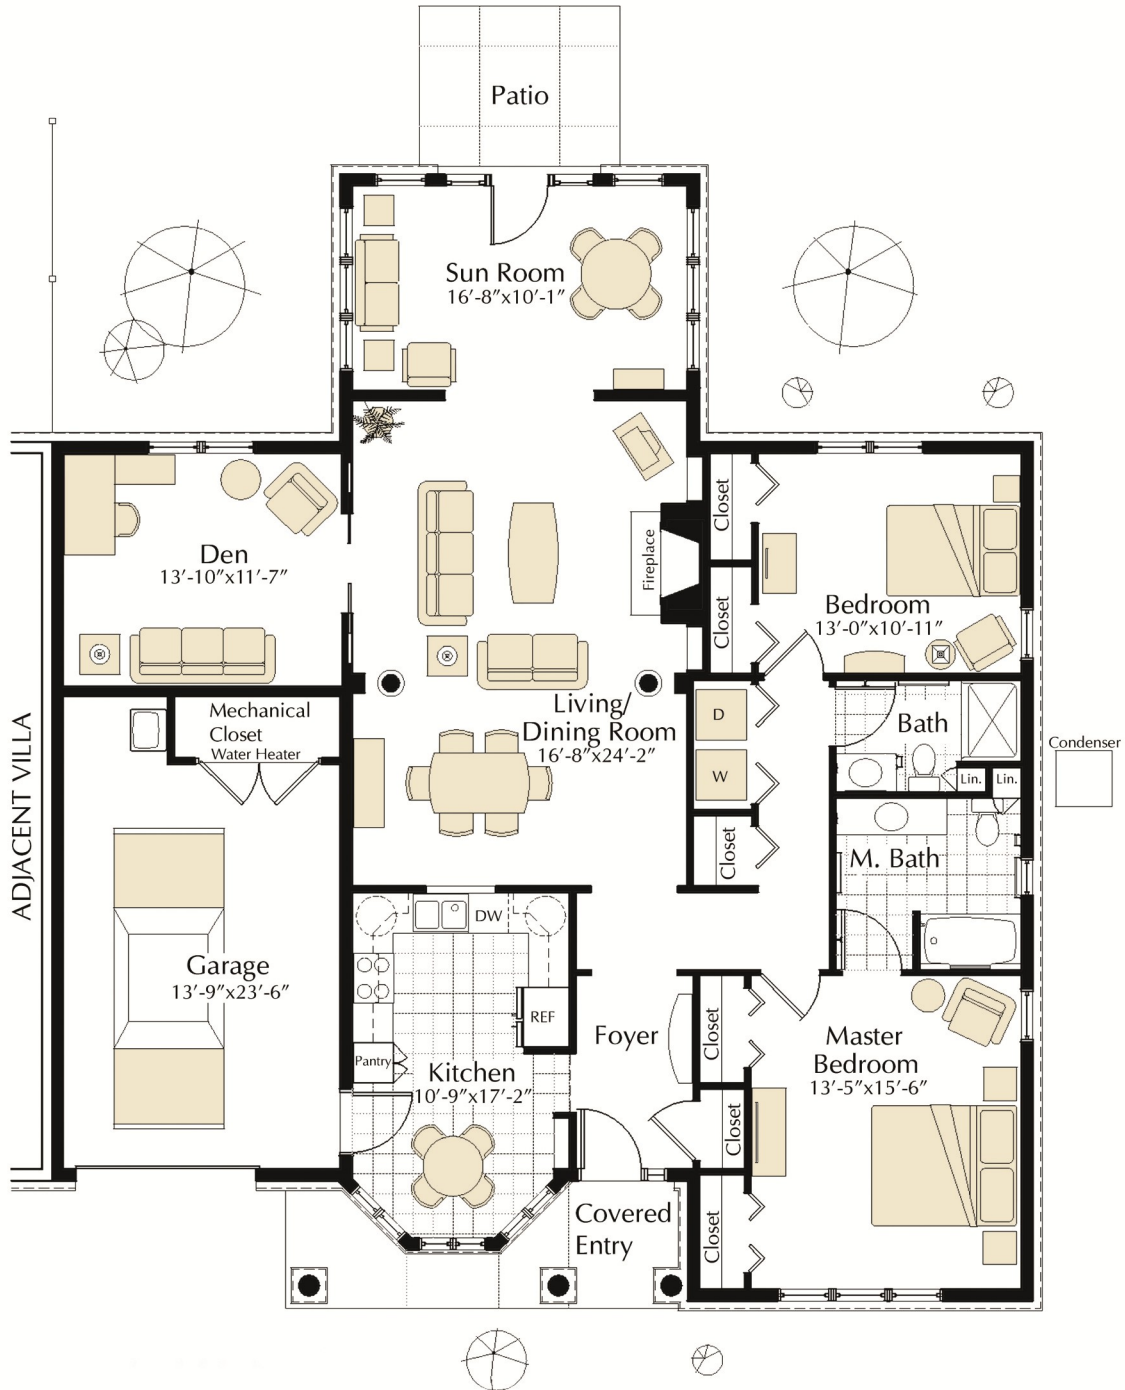 Patio
Sun Room
16'-8"x10'-1"
Closet
Den
13'-10"x11'-7"
Fireplace
Closet
Bedroom
13'-0"x10'-11"
Mechanical
Closet
Water Heater
Living/
Dining Room
16'-8"x24'-2"
D
W
Bath
Lin.
Lin.
Condenser
ADJACENT VILLA
Closet
M. Bath
DW
Garage
13'-9"x23'-6"
REF
Pantry
Kitchen
10'-9"x17'-2"
Foyer
Closet
Master
Bedroom
13'-5"x15'-6"
Closet
Covered
Entry
Closet